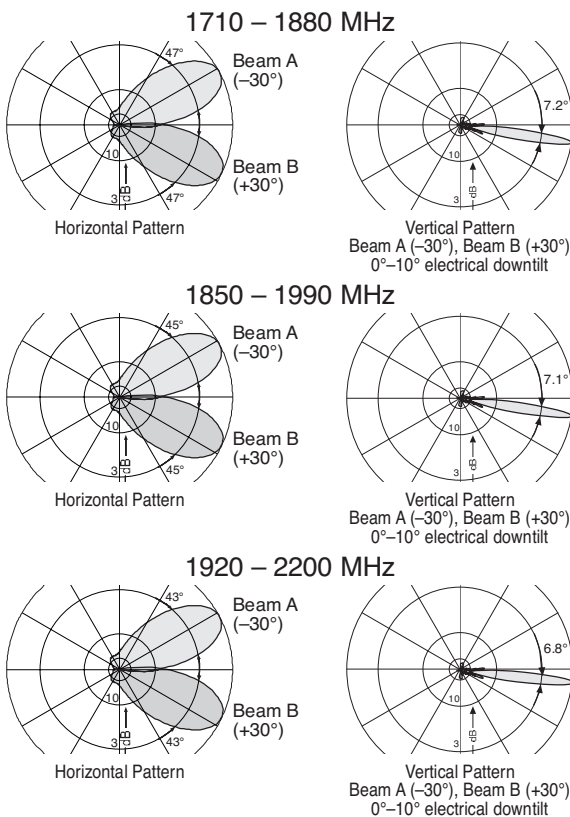 1710 – 1880 MHz
47°
Beam A
(–30°)
Beam B
(+30°)
10
3
dB
47°
Horizontal Pattern
7.2°
10
3
dB
Vertical Pattern
Beam A (–30°), Beam B (+30°)
0°–10° electrical downtilt
1850 – 1990 MHz
45°
Beam A
(–30°)
Beam B
(+30°)
10
3
dB
45°
Horizontal Pattern
7.1°
10
3
dB
Vertical Pattern
Beam A (–30°), Beam B (+30°)
0°–10° electrical downtilt
1920 – 2200 MHz
43°
Beam A
(–30°)
Beam B
(+30°)
10
3
dB
43°
Horizontal Pattern
6.8°
10
3
dB
Vertical Pattern
Beam A (–30°), Beam B (+30°)
0°–10° electrical downtilt